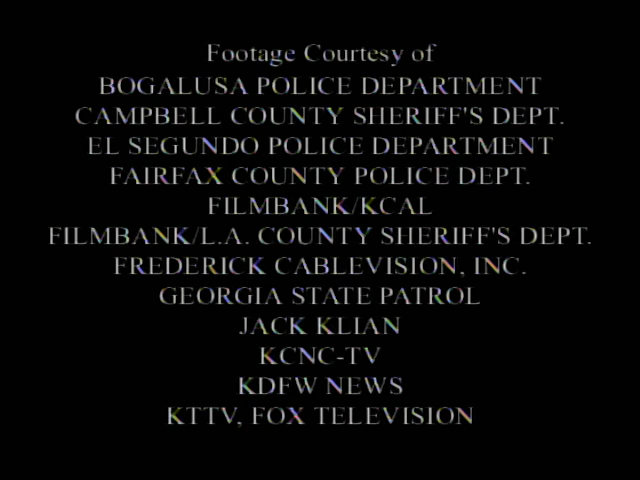 Footage Courtesy of
BOGALUSA POLICE DEPARTMENT
CAMPBELL COUNTY SHERIFF'S DEPT.
EL SEGUNDO POLICE DEPARTMENT
FAIRFAX COUNTY POLICE DEPT.
FILMBANK/KCAL
FILMBANK/L.A. COUNTY SHERIFF'S DEPT.
FREDERICK CABLEVISION, INC.
GEORGIA STATE PATROL
JACK KLIAN
KCNC-TV
KDFW NEWS
KTTV, FOX TELEVISION